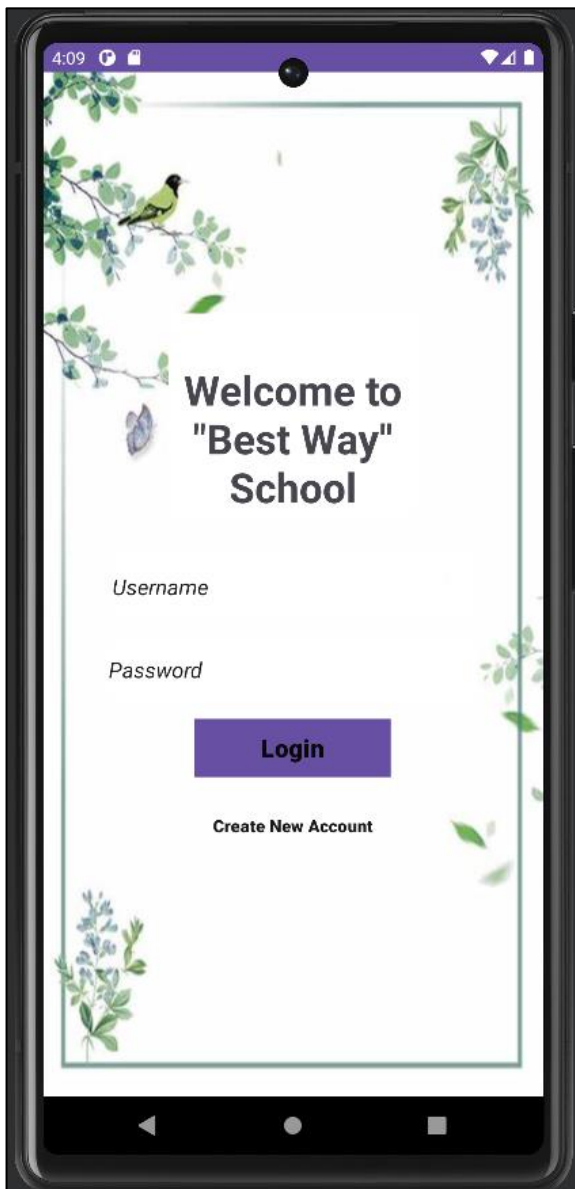 4:09
Welcome to
"Best Way"
School
Username
Password
Login
Create New Account